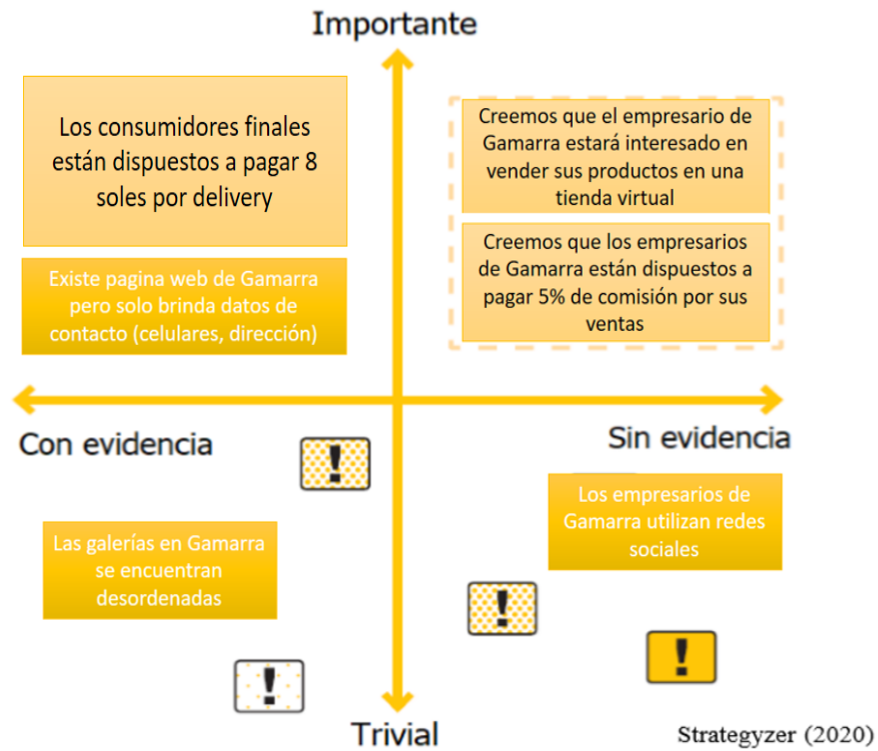 Importante
Los consumidores finales
están dispuestos a pagar 8
soles por delivery
Creemos que el empresario de
Gamarra estará interesado en
vender sus productos en una
tienda virtual
Existe pagina web de Gamarra
pero solo brinda datos de
contacto (celulares, dirección)
Creemos que los empresarios
de Gamarra están dispuestos a
pagar 5% de comisión por sus
ventas
Con evidencia
Sin evidencia
!
Los empresarios de
Gamarra utilizan redes
sociales
Las galerías en Gamarra
se encuentran
desordenadas
!
!
!
Trivial
Strategyzer (2020)